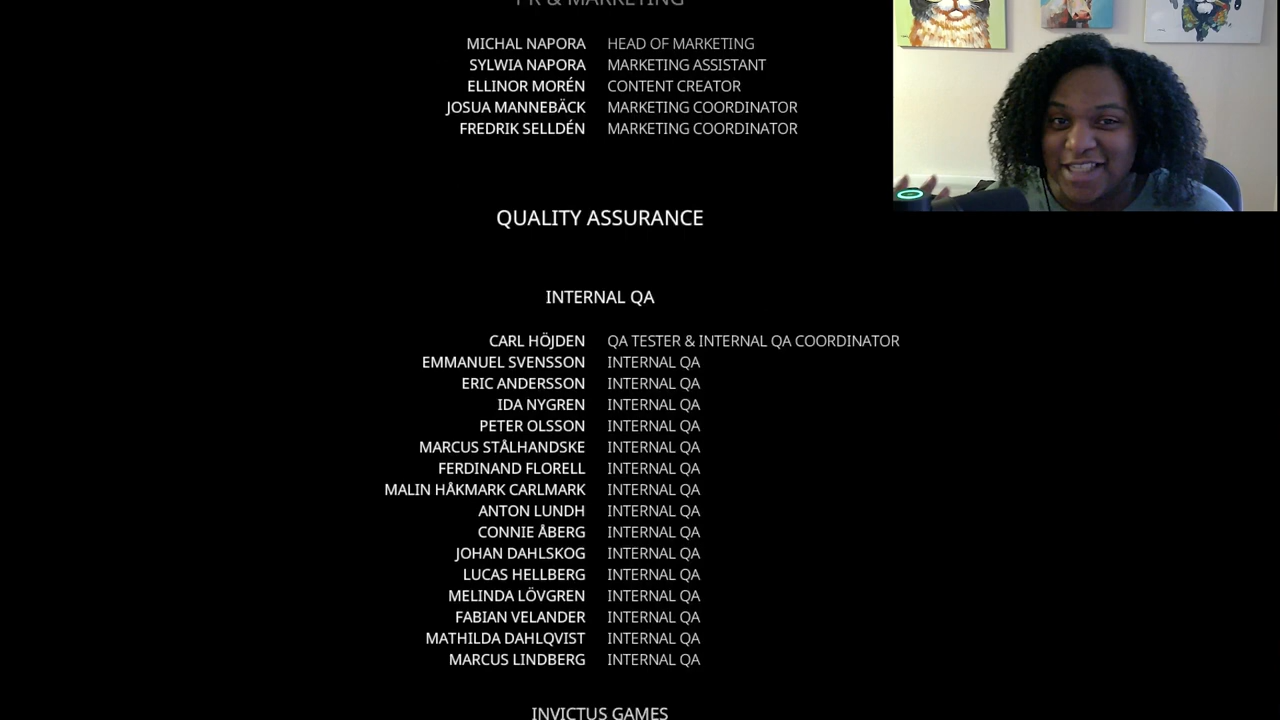 PR & MARKETING
MICHAL NAPORA HEAD OF MARKETING
SYLWIA NAPORA MARKETING ASSISTANT
ELLINOR MORÉN CONTENT CREATOR
JOSUA MANNEBÄCK MARKETING COORDINATOR
FREDRIK SELLDÉN MARKETING COORDINATOR
QUALITY ASSURANCE
INTERNAL QA
CARL HÖJDEN QA TESTER & INTERNAL QA COORDINATOR
EMMANUEL SVENSSON INTERNAL QA
ERIC ANDERSSON INTERNAL QA
IDA NYGREN INTERNAL QA
PETER OLSSON INTERNAL QA
MARCUS STÅLHANDSKE INTERNAL QA
FERDINAND FLORELL INTERNAL QA
MALIN HÅKMARK CARLMARK INTERNAL QA
ANTON LUNDH INTERNAL QA
CONNIE ÅBERG INTERNAL QA
JOHAN DAHLSKOG INTERNAL QA
LUCAS HELLBERG INTERNAL QA
MELINDA LÖVGREN INTERNAL QA
FABIAN VELANDER INTERNAL QA
MATHILDA DAHLQVIST INTERNAL QA
MARCUS LINDBERG INTERNAL QA
INVICTUS GAMES